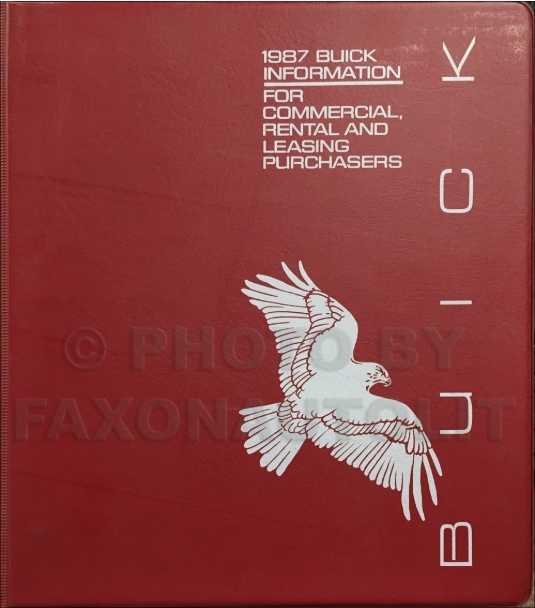 1987 BUICK
INFORMATION
FOR
COMMERCIAL,
RENTAL AND
LEASING
PURCHASERS
BUICK
© PHOTO BY
FAXONAUTOLIT